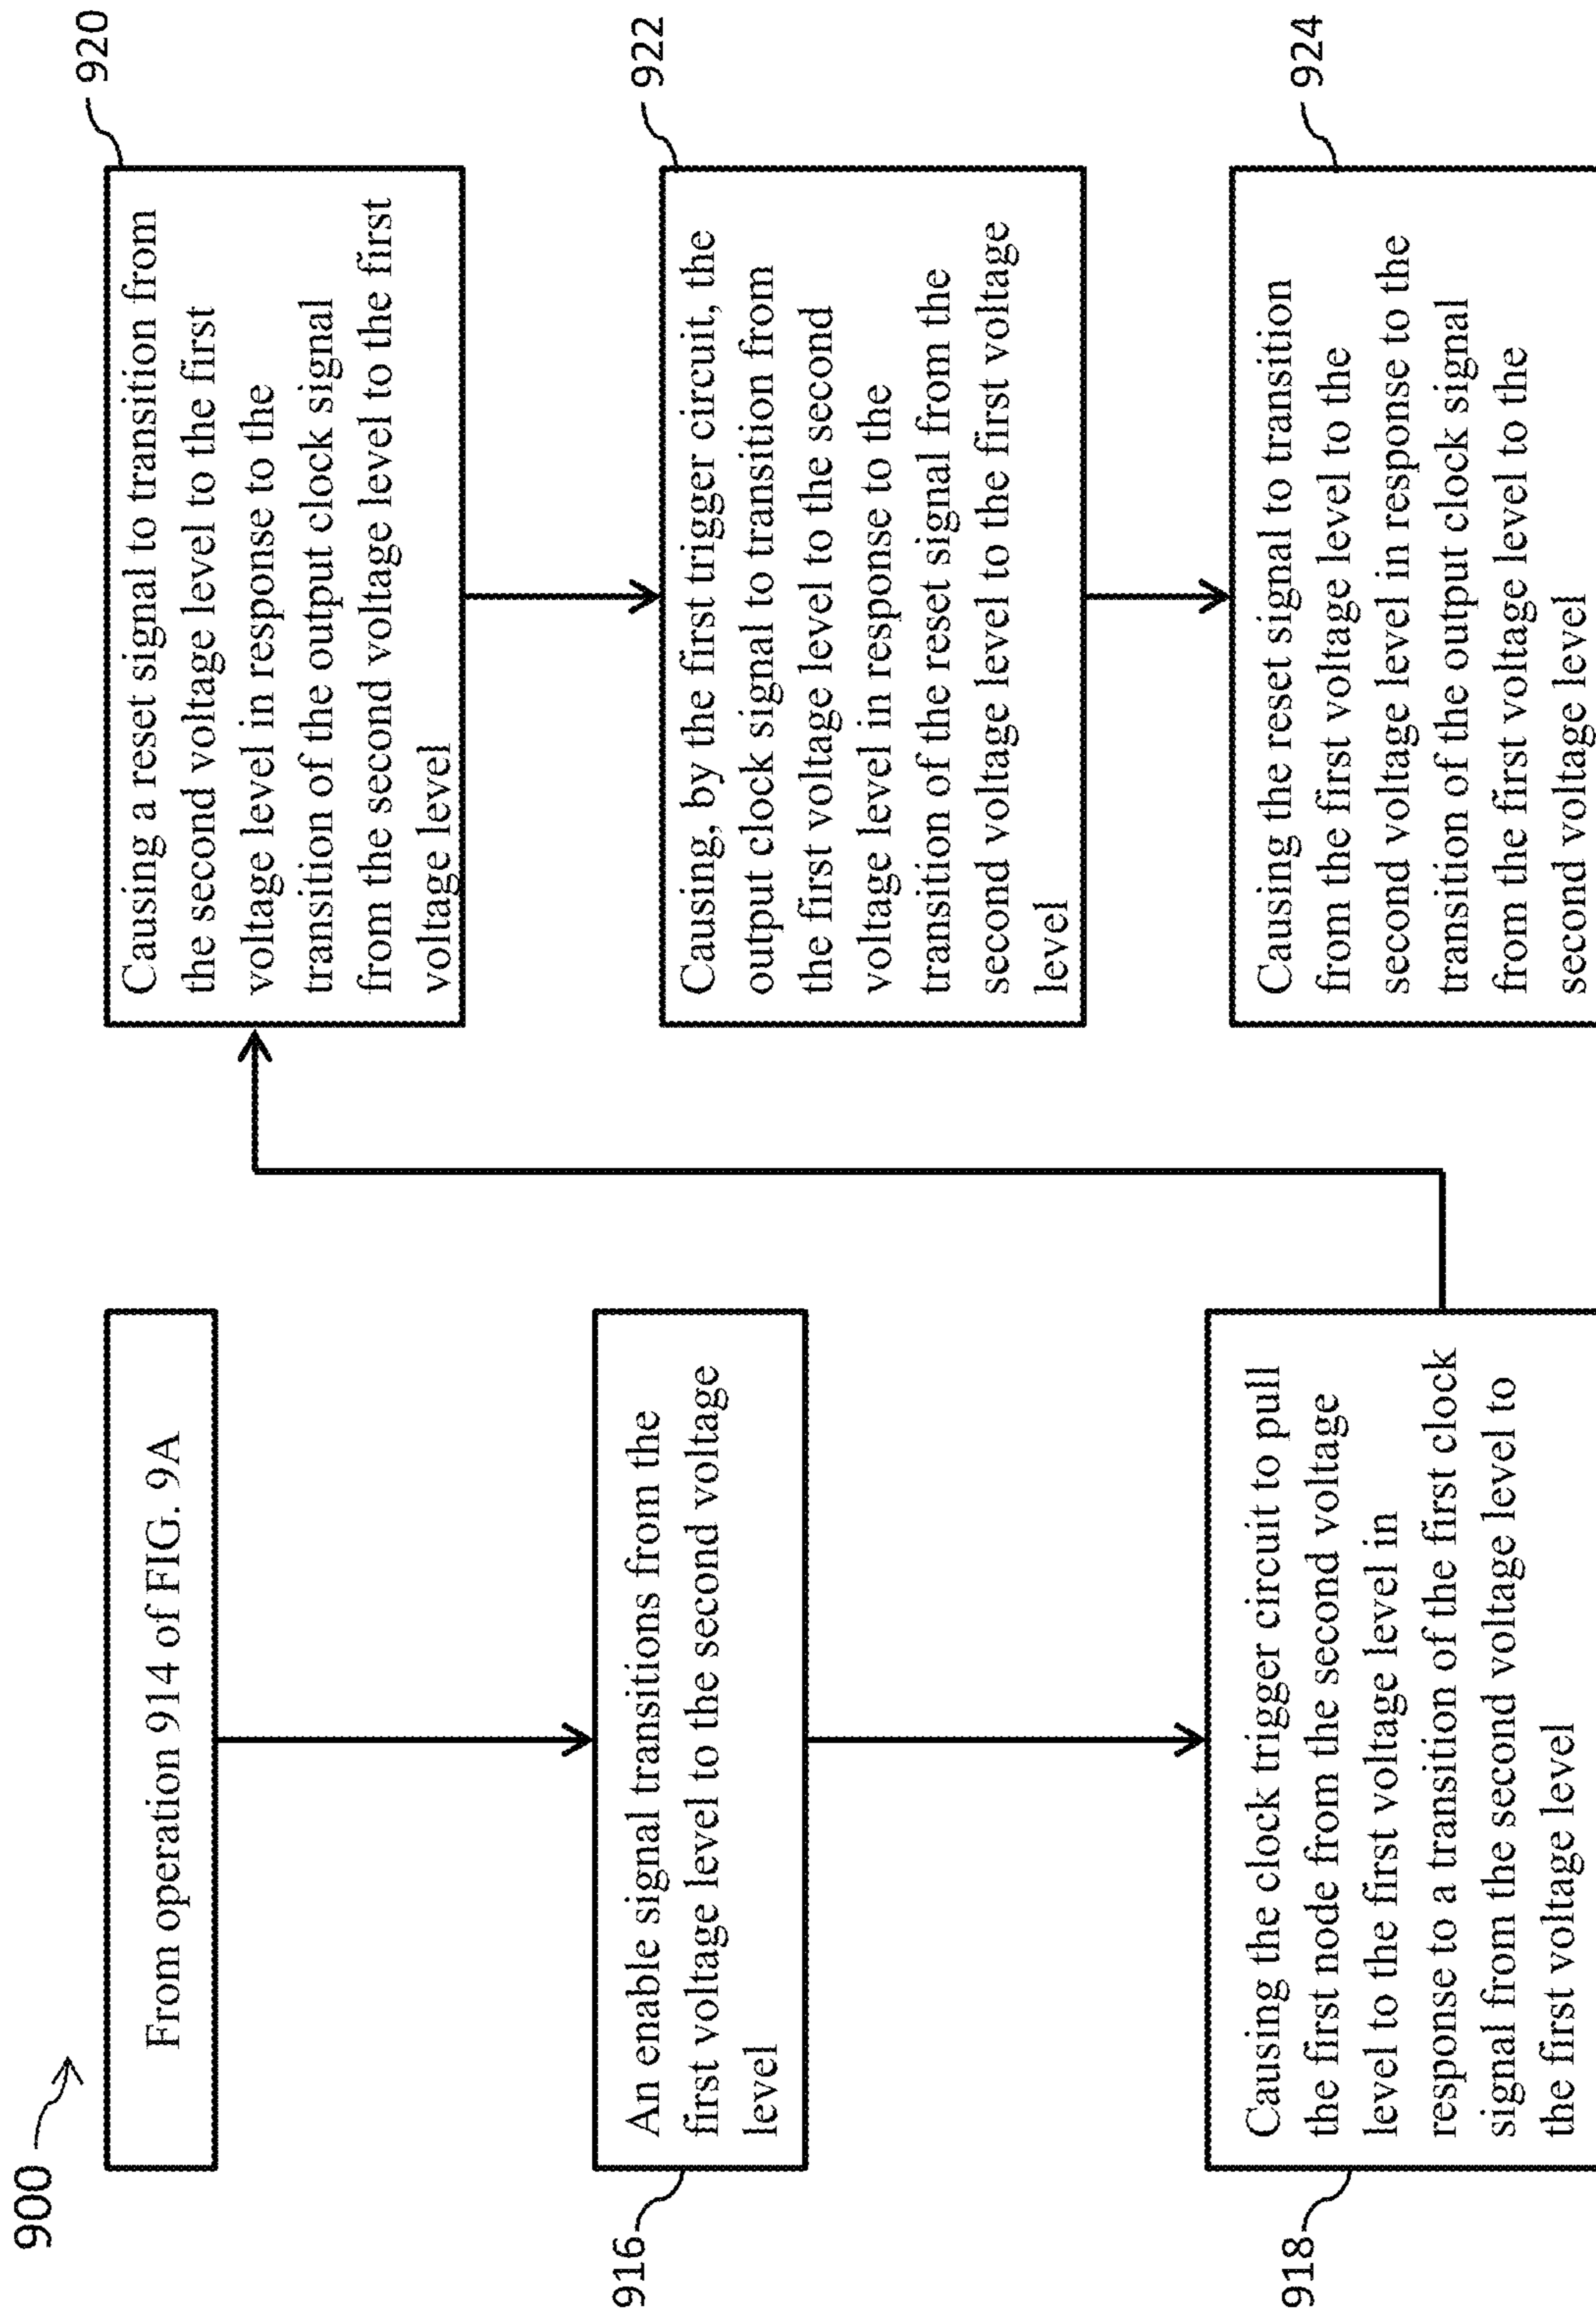 900
From operation 914 of FIG. 9A
916
An enable signal transitions from the
first voltage level to the second voltage
level
918
Causing the clock trigger circuit to pull
the first node from the second voltage
level to the first voltage level in
response to a transition of the first clock
signal from the second voltage level to
the first voltage level
920
Causing a reset signal to transition from
the second voltage level to the first
voltage level in response to the
transition of the output clock signal
from the second voltage level to the first
voltage level
922
Causing, by the first trigger circuit, the
output clock signal to transition from
the first voltage level to the second
voltage level in response to the
transition of the reset signal from the
second voltage level to the first voltage
level
924
Causing the reset signal to transition
from the first voltage level to the
second voltage level in response to the
transition of the output clock signal
from the first voltage level to the
second voltage level